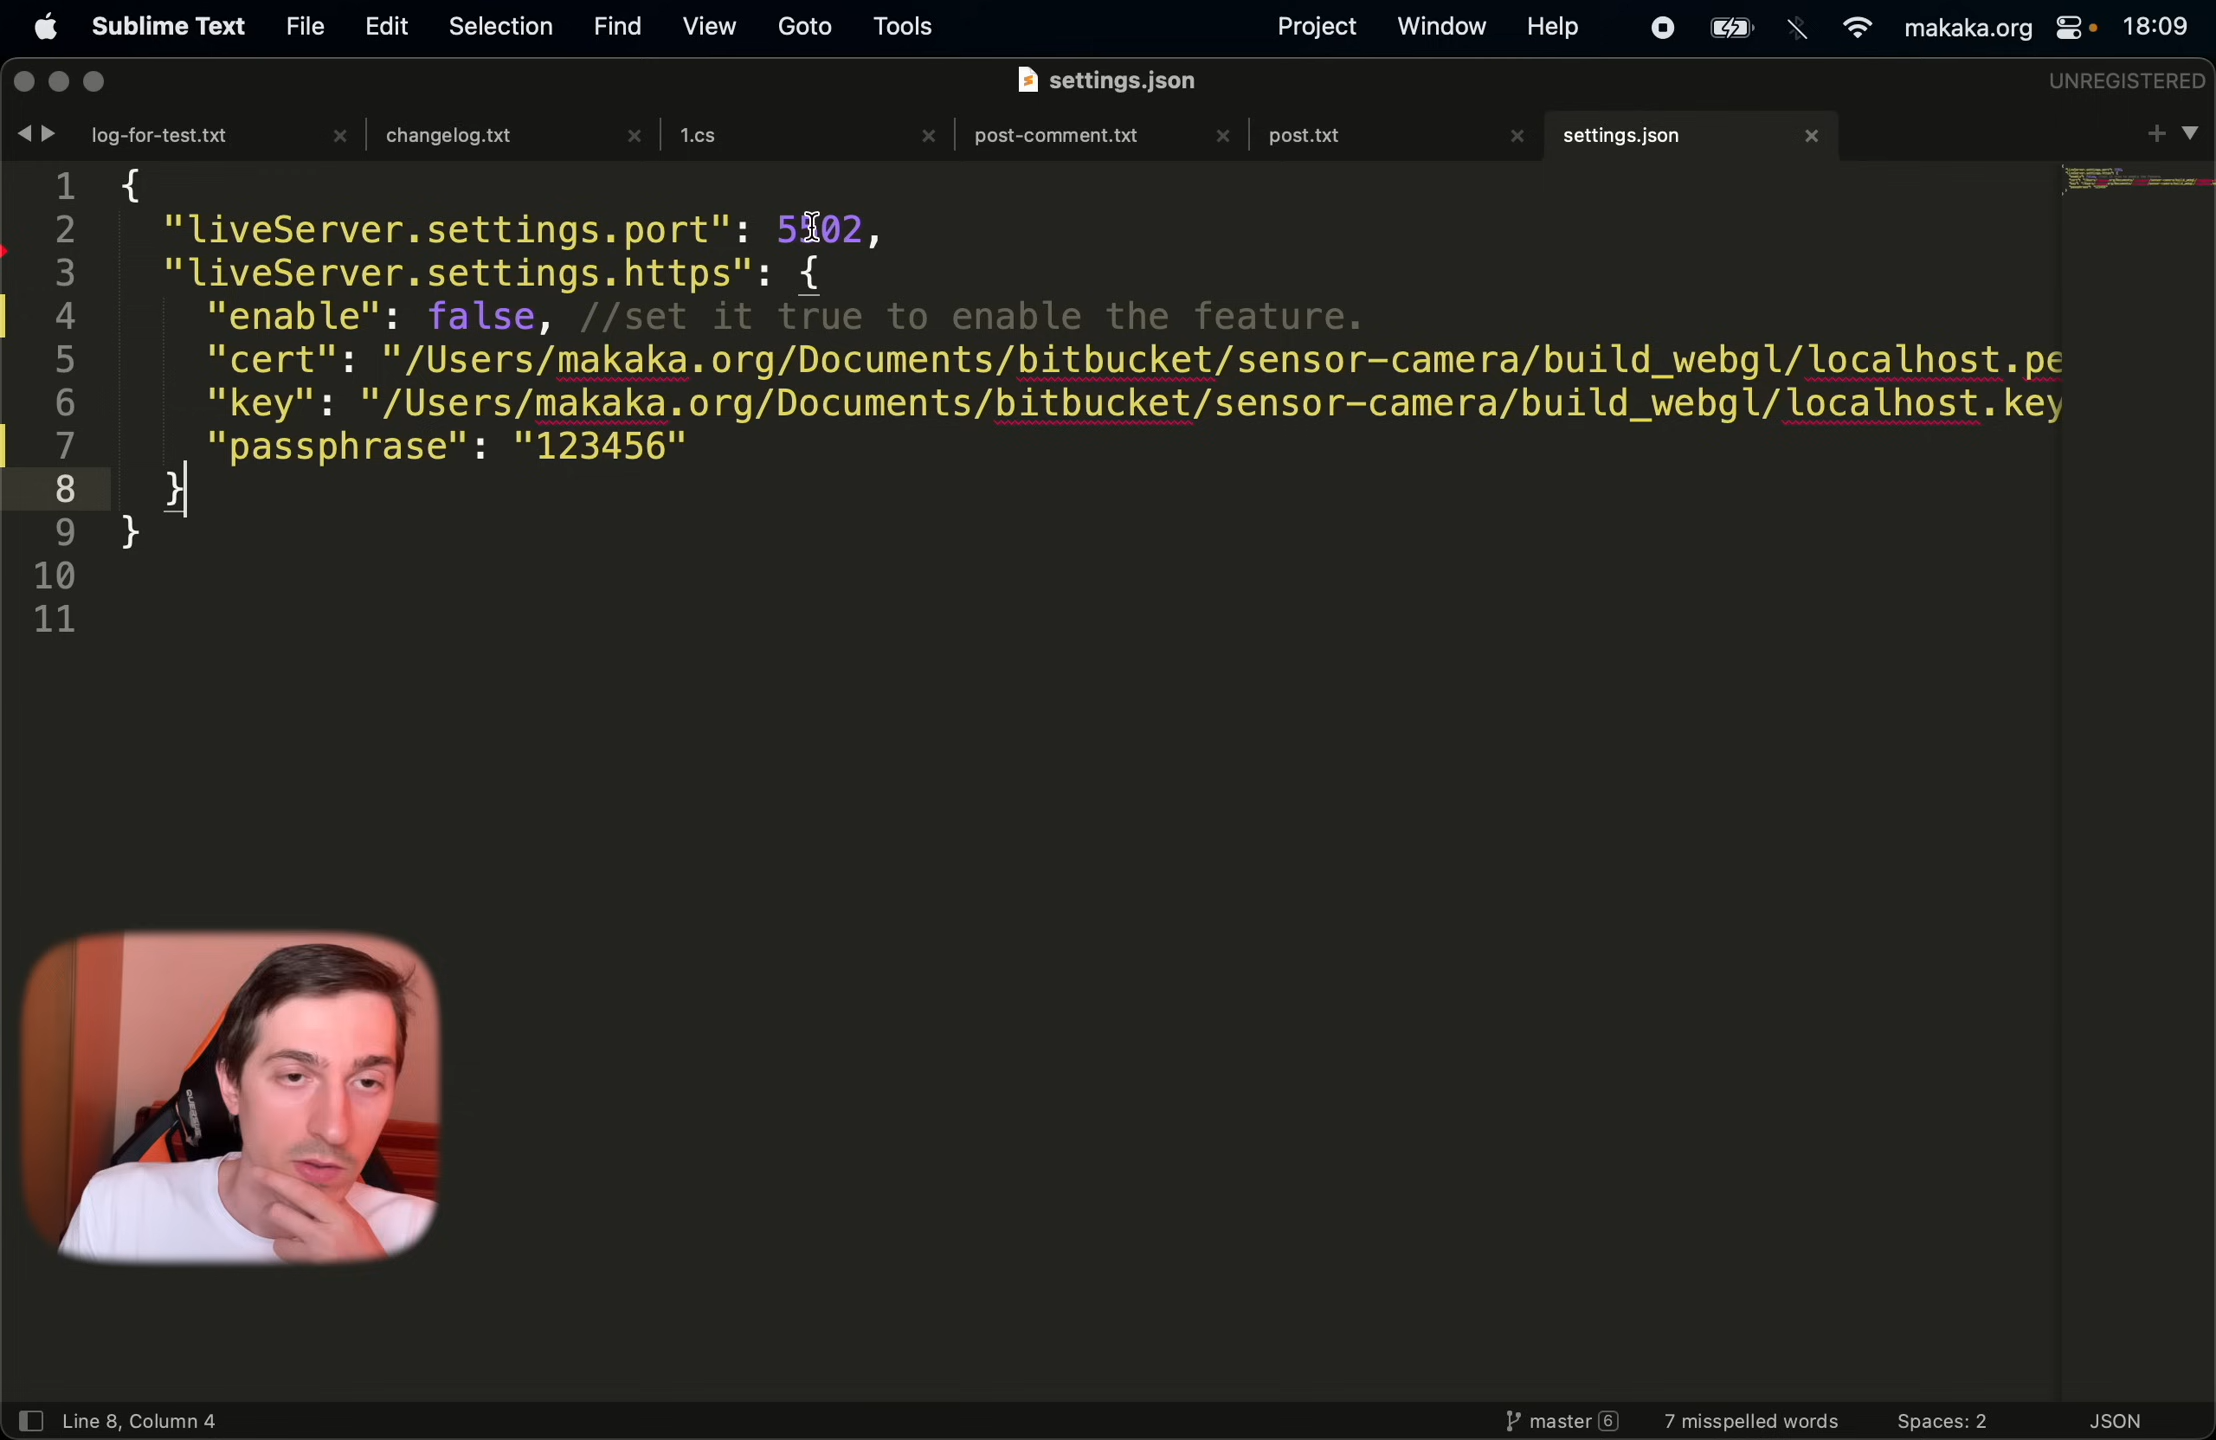 Sublime Text File Edit Selection Find View Goto Tools Project Window Help makaka.org 18:09
settings.json UNREGISTERED
log-for-test.txt changelog.txt 1.cs post-comment.txt post.txt settings.json
1 {
2 "liveServer.settings.port": 5502,
3 "liveServer.settings.https": {
4 "enable": false, //set it true to enable the feature.
5 "cert": "/Users/makaka.org/Documents/bitbucket/sensor-camera/build_webgl/localhost.pe
6 "key": "/Users/makaka.org/Documents/bitbucket/sensor-camera/build_webgl/localhost.key
7 "passphrase": "123456"
8 }
9 }
10
11
Line 8, Column 4 master 6 7 misspelled words Spaces: 2 JSON